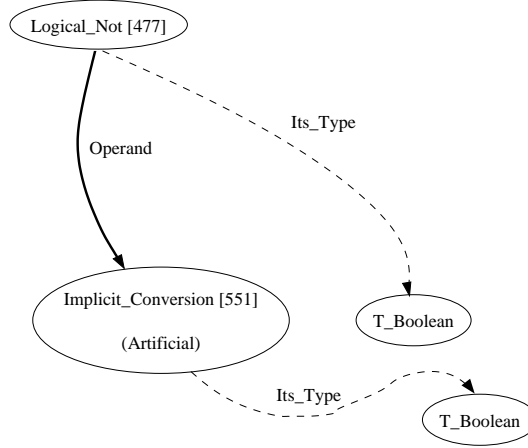 Logical_Not [477]
Its_Type
Operand
Implicit_Conversion [551]
(Artificial)
T_Boolean
Its_Type
T_Boolean